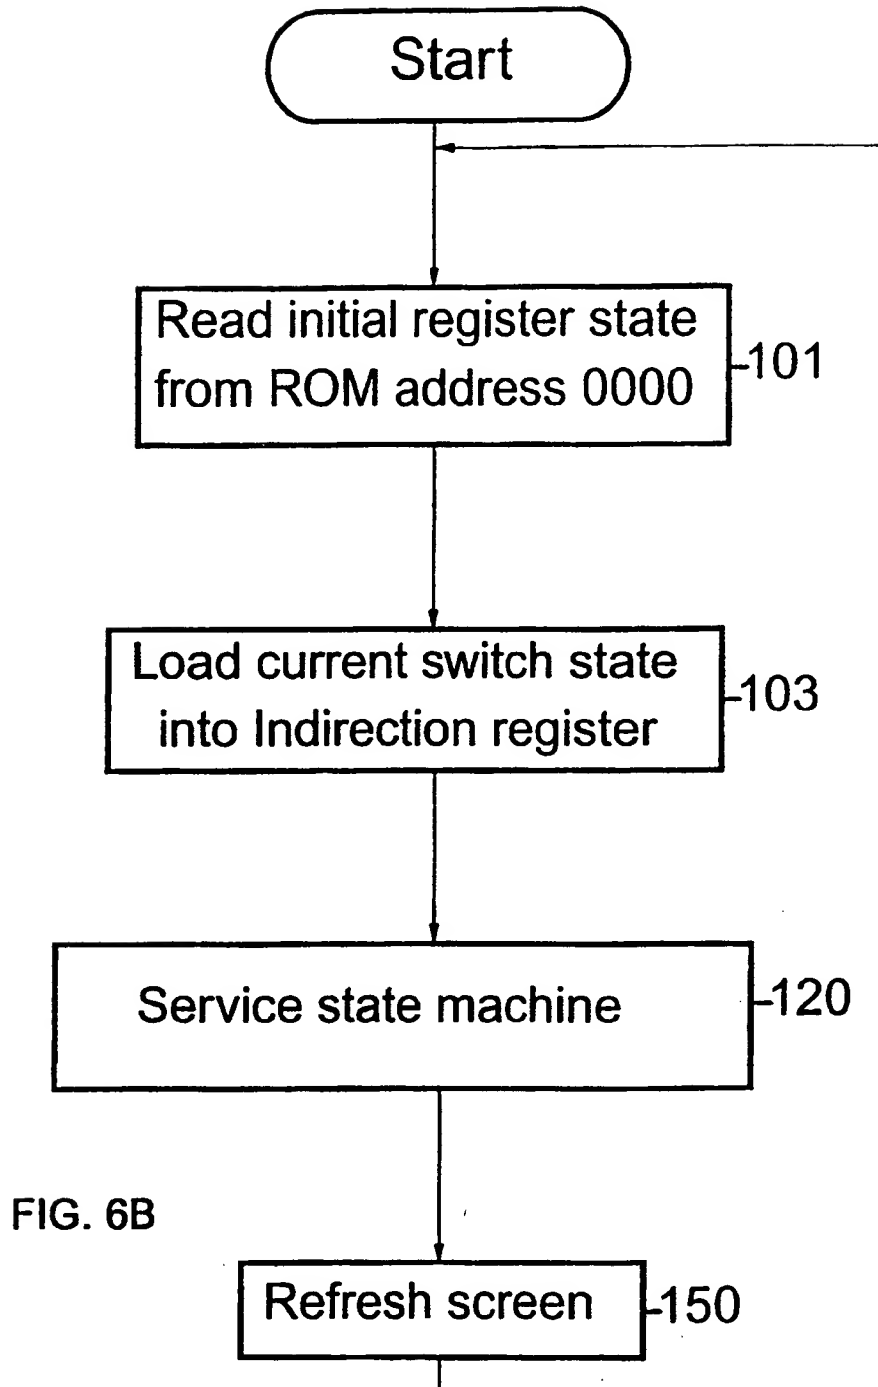 Start
Read initial register state
from ROM address 0000
101
Load current switch state
into Indirection register
103
Service state machine
120
FIG. 6B
Refresh screen
150